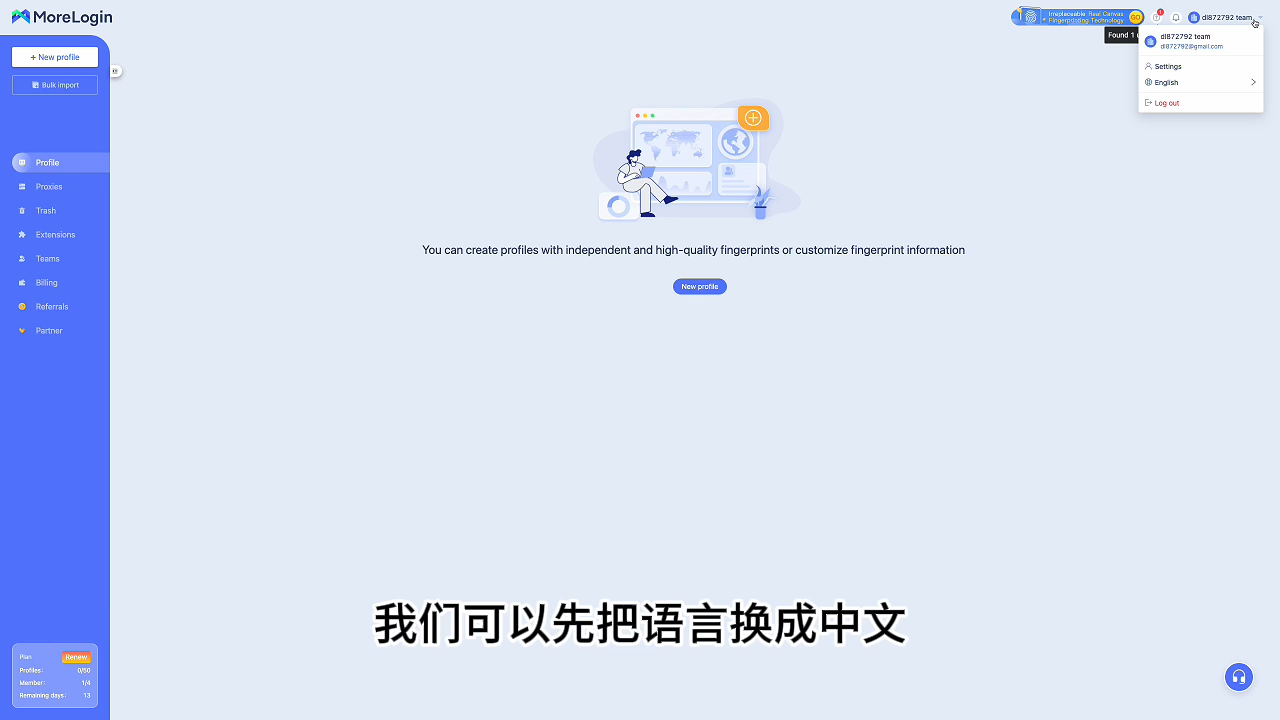 MoreLogin
Irreplaceable Real Canvas
Fingerprinting Technology
GO
1
dl872792 team
Found 1
dl872792 team
dl872792@gmail.com
Settings
English
Log out
+ New profile
Bulk import
Profile
Proxies
Trash
Extensions
Teams
Billing
Referrals
Partner
You can create profiles with independent and high-quality fingerprints or customize fingerprint information
New profile
我们可以先把语言换成中文
Plan
Renew
Profiles: 0/50
Member: 1/4
Remaining days: 13